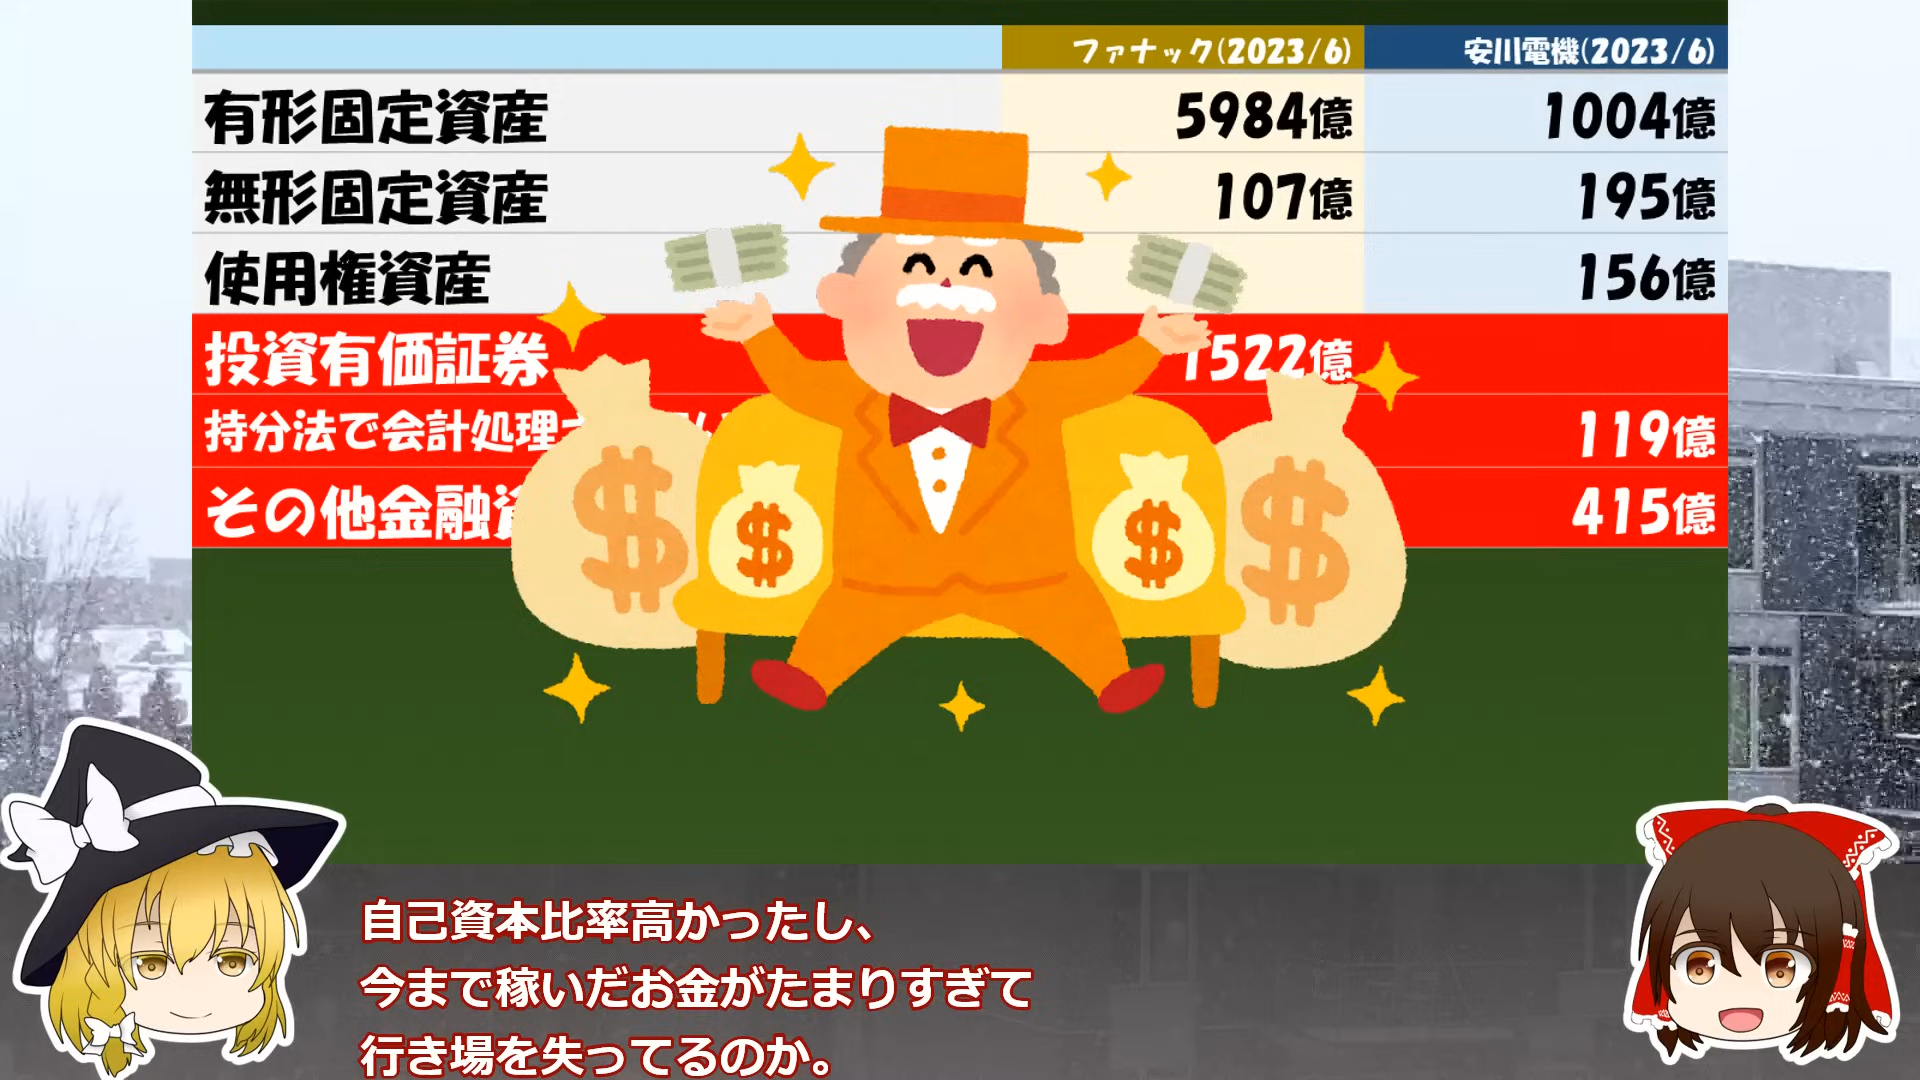 ファナック(2023/6) 安川電機(2023/6)
有形固定資産 5984億 1004億
無形固定資産 107億 195億
使用権資産 156億
投資有価証券 1522億
持分法で会計処理 119億
その他金融 415億
$ $ $ $
自己資本比率高かったし、
今まで稼いだお金がたまりすぎて
行き場を失ってるのか。